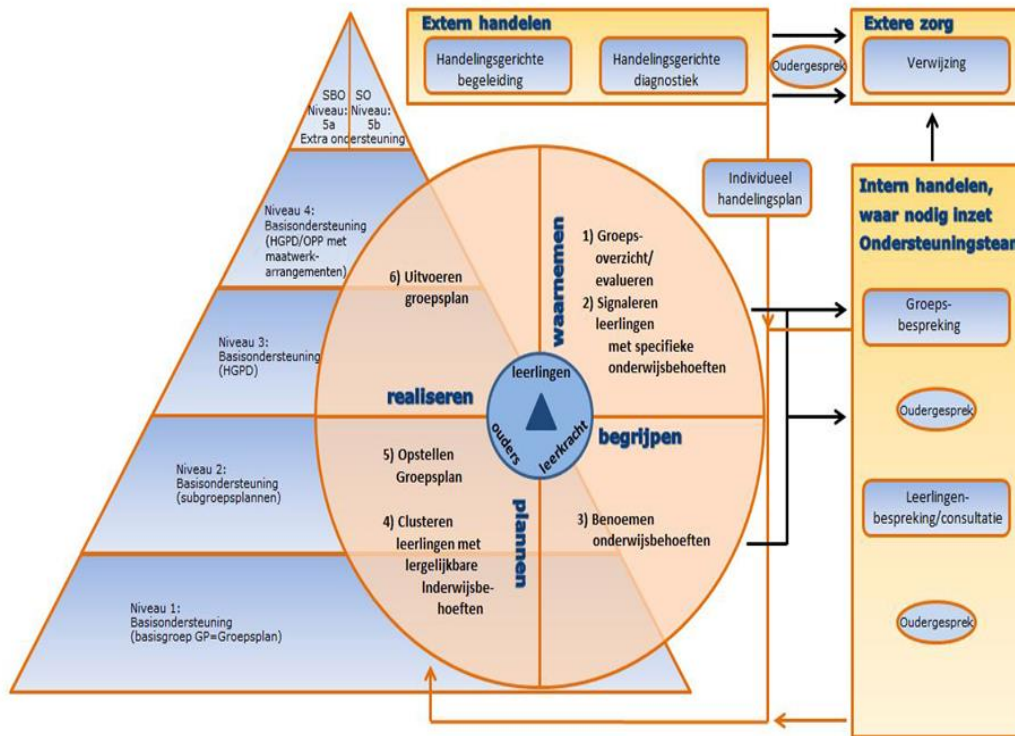 Extern handelen
Handelingsgerichte
begeleiding
Handelingsgerichte
diagnostiek
Oudergesprek
Extere zorg
Verwijzing
SBO
Niveau:
5a
SO
Niveau:
5b
Extra ondersteuning
Niveau 4:
Basisondersteuning
(HGPD/OPP met
maatwerk-
arrangementen)
Niveau 3:
Basisondersteuning
(HGPD)
Niveau 2:
Basisondersteuning
(subgroepsplannen)
Niveau 1:
Basisondersteuning
(basisgroep GP=Groepsplan)
waarnemen
1) Groeps-
overzicht/
evalueren
2) Signaleren
leerlingen
met specifieke
onderwijsbehoeften
begrijpen
3) Benoemen
onderwijsbehoeften
plannen
4) Clusteren
leerlingen met
lergelijkbare
Inderwijsbe-
hoeften
5) Opstellen
Groepsplan
realiseren
6) Uitvoeren
groepsplan
leerlingen
ouders
leerkracht
Individueel
handelingsplan
Intern handelen,
waar nodig inzet
Ondersteuningsteam
Groeps-
bespreking
Oudergesprek
Leerlingen-
bespreking/consultatie
Oudergesprek